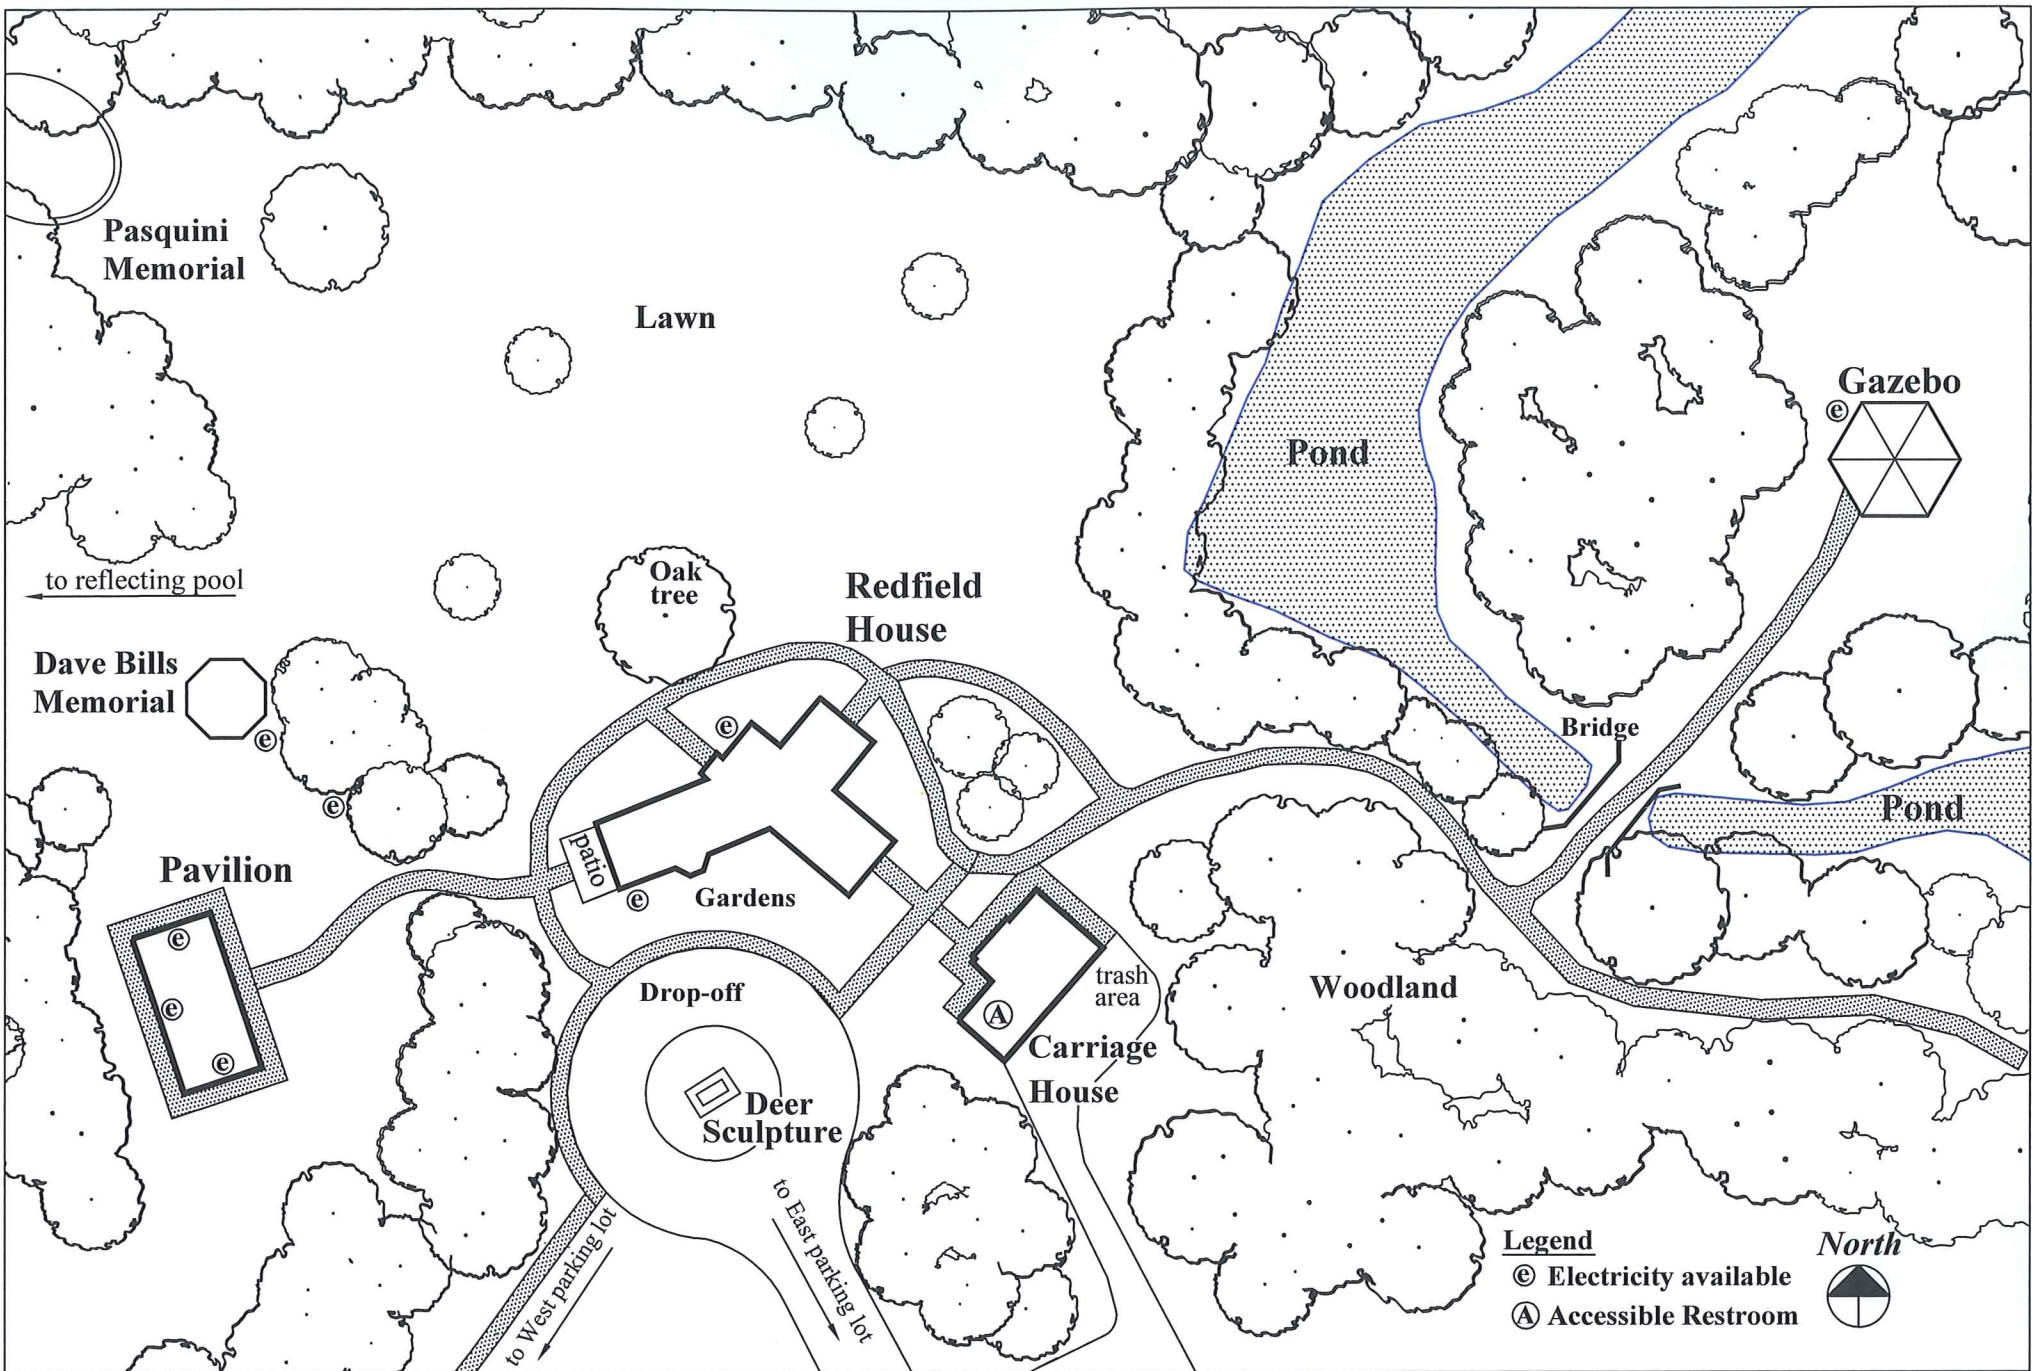 Pasquini
Memorial
Lawn
Gazebo
ⓔ
Pond
to reflecting pool
Oak
tree
Redfield
House
Dave Bills
Memorial
ⓔ
ⓔ
ⓔ
Bridge
Pond
Pavilion
patio
ⓔ
Gardens
ⓔ
ⓔ
ⓔ
Drop-off
trash
area
Ⓐ
Woodland
Carriage
House
Deer
Sculpture
to West parking lot
to East parking lot
Legend
ⓔ Electricity available
Ⓐ Accessible Restroom
North